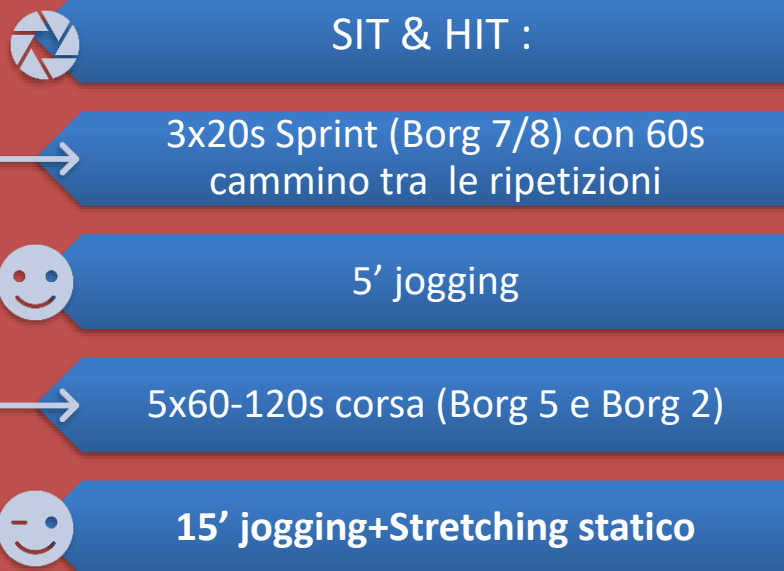 SIT & HIT :
3x20s Sprint (Borg 7/8) con 60s
cammino tra le ripetizioni
5’ jogging
5x60-120s corsa (Borg 5 e Borg 2)
15’ jogging+Stretching statico